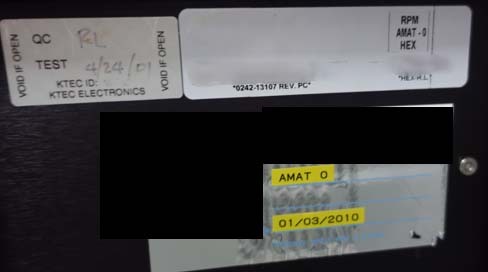 VOID IF OPEN
QC RL
TEST 4/24/01
KTEC ID:
KTEC ELECTRONICS
VOID IF OPEN
RPM
AMAT - 0
HEX
*0242-13107 REV. PC*
*HEX-R.L*
AMAT 0
01/03/2010